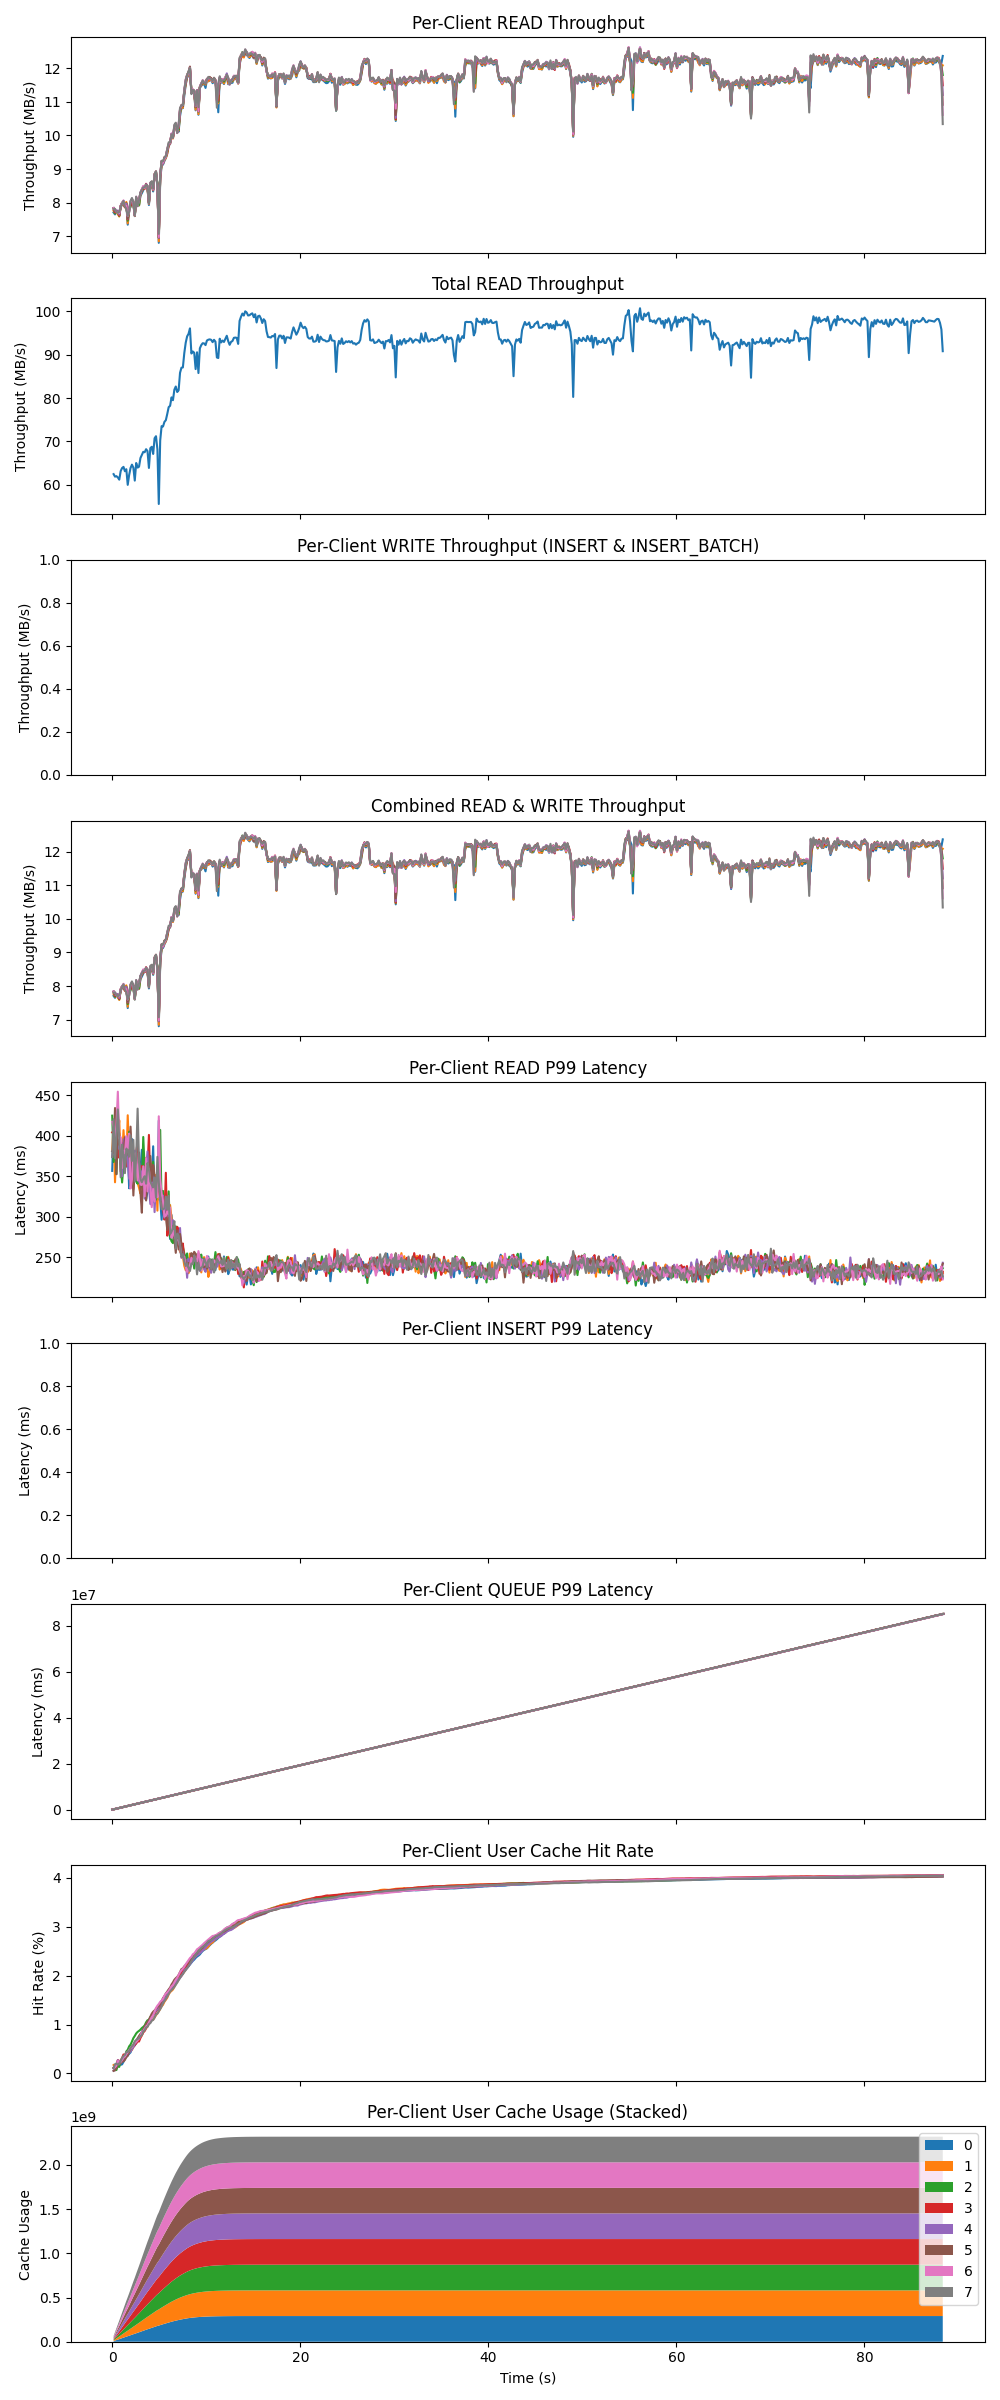 Per-Client READ Throughput
Throughput (MB/s)
12
11
10
9
8
7
Total READ Throughput
Throughput (MB/s)
100
90
80
70
60
Per-Client WRITE Throughput (INSERT & INSERT_BATCH)
Throughput (MB/s)
1.0
0.8
0.6
0.4
0.2
0.0
Combined READ & WRITE Throughput
Throughput (MB/s)
12
11
10
9
8
7
Per-Client READ P99 Latency
Latency (ms)
450
400
350
300
250
Per-Client INSERT P99 Latency
Latency (ms)
1.0
0.8
0.6
0.4
0.2
0.0
Per-Client QUEUE P99 Latency
1e7
Latency (ms)
8
6
4
2
0
Per-Client User Cache Hit Rate
Hit Rate (%)
4
3
2
1
0
Per-Client User Cache Usage (Stacked)
1e9
Cache Usage
2.0
1.5
1.0
0.5
0.0
0
1
2
3
4
5
6
7
0 20 40 60 80
Time (s)